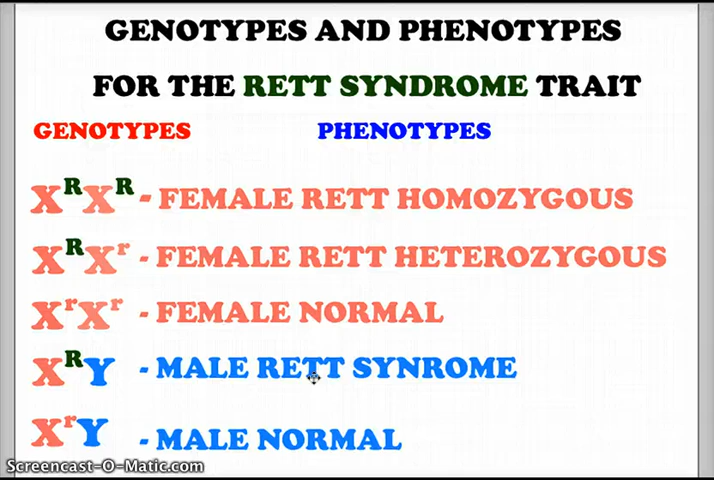 GENOTYPES AND PHENOTYPES
FOR THE RETT SYNDROME TRAIT
GENOTYPES PHENOTYPES
XᴿXᴿ - FEMALE RETT HOMOZYGOUS
XᴿXʳ - FEMALE RETT HETEROZYGOUS
XʳXʳ - FEMALE NORMAL
XᴿY - MALE RETT SYNROME
XʳY - MALE NORMAL
Screencast-O-Matic.com